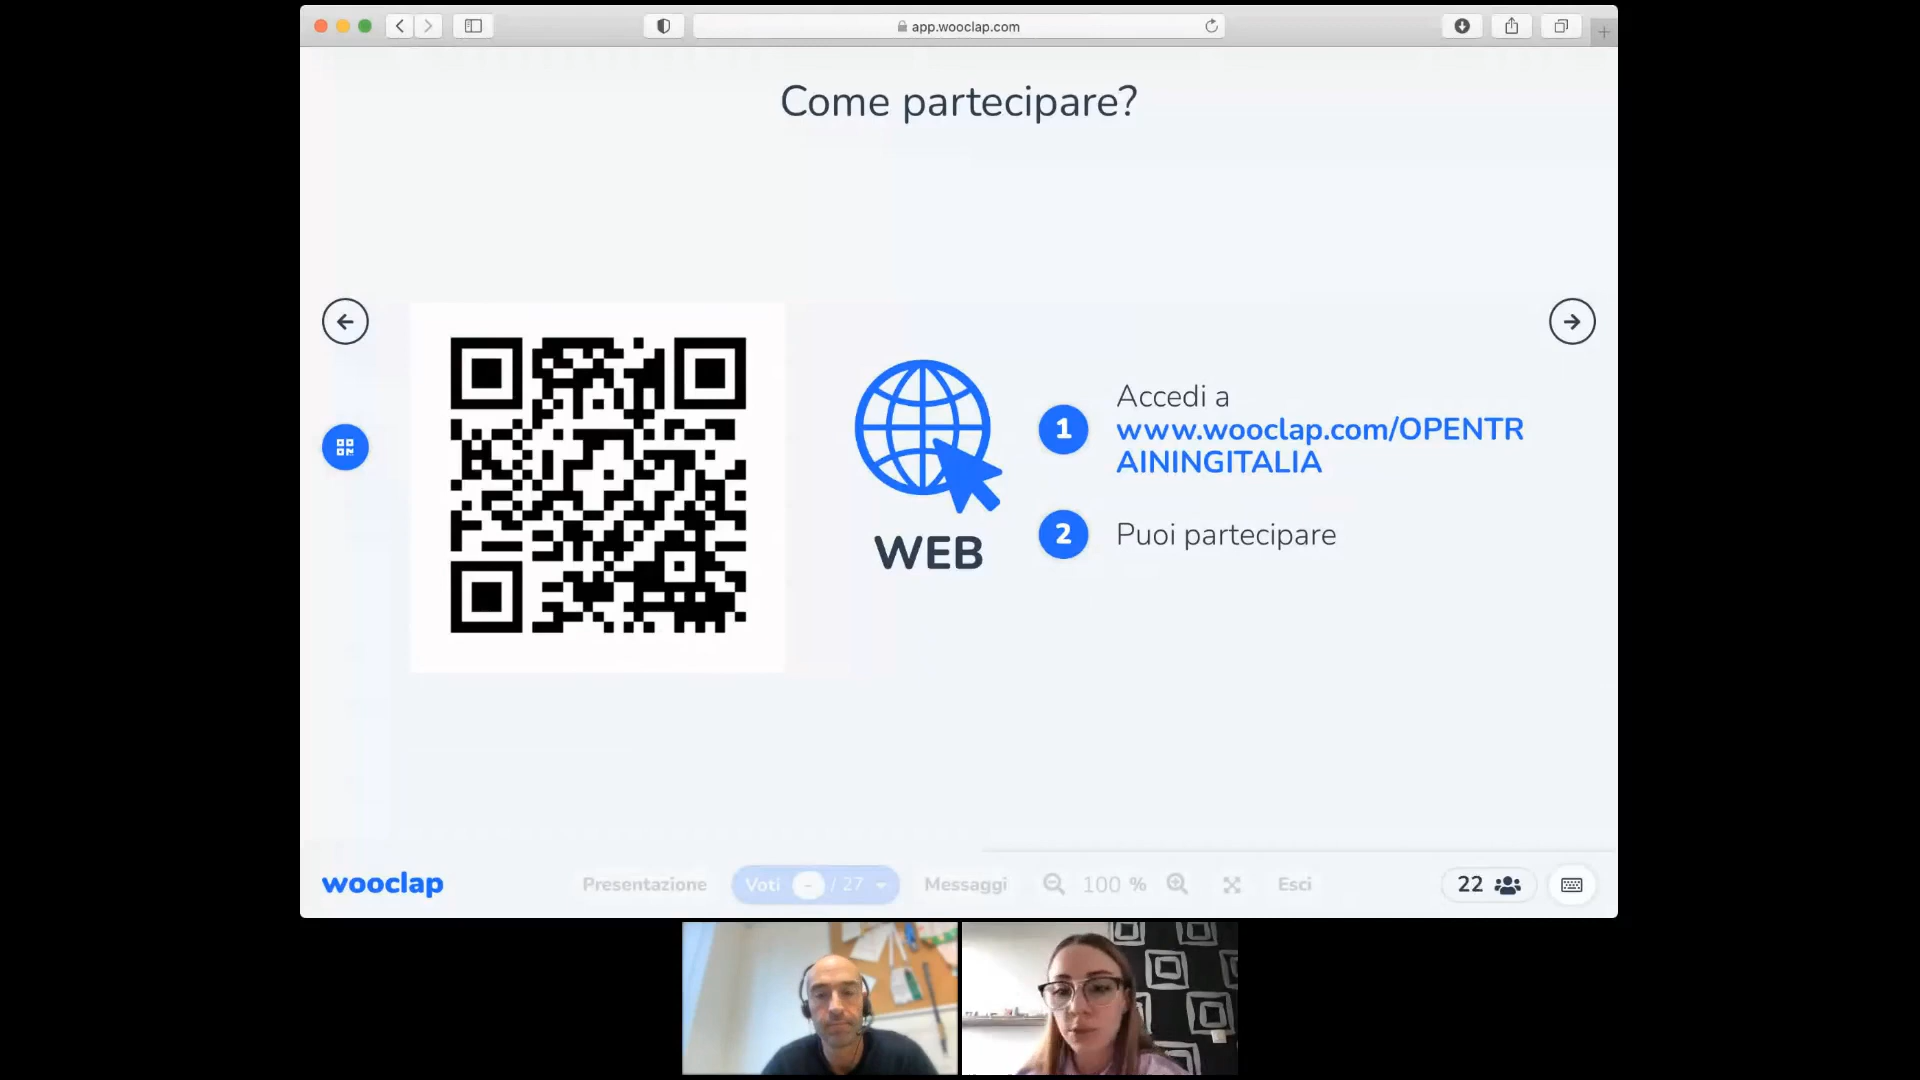 app.wooclap.com
Come partecipare?
1
Accedi a
www.wooclap.com/OPENTR
AININGITALIA
2
Puoi partecipare
WEB
wooclap
Presentazione
Voti - / 27
Messaggi
100 %
Esci
22